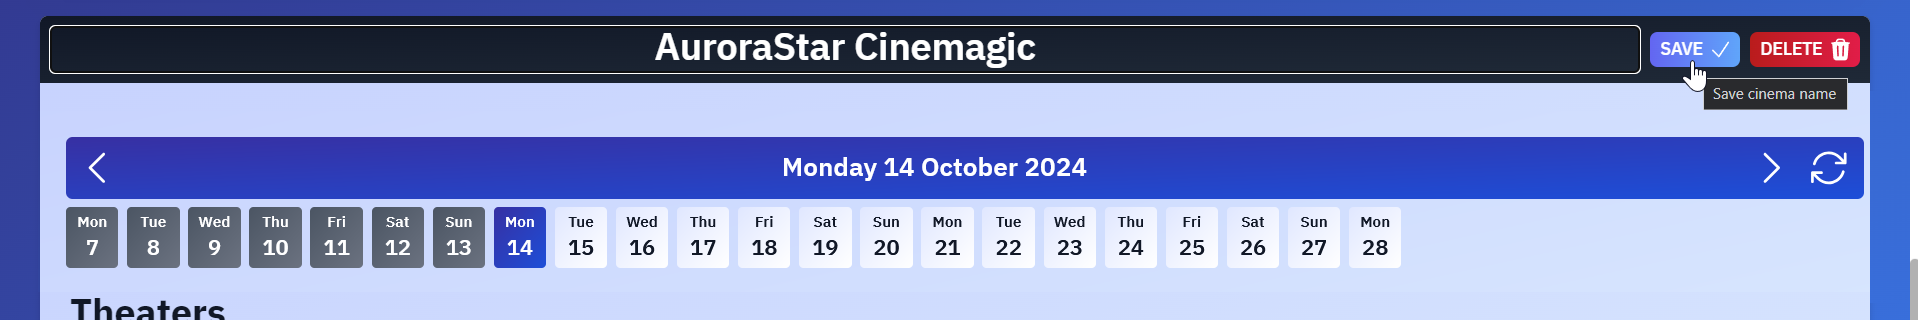 AuroraStar Cinemagic
SAVE
DELETE
Save cinema name
Monday 14 October 2024
Mon Tue Wed Thu Fri Sat Sun Mon Tue Wed Thu Fri Sat Sun Mon Tue Wed Thu Fri Sat Sun Mon
7 8 9 10 11 12 13 14 15 16 17 18 19 20 21 22 23 24 25 26 27 28
Theaters